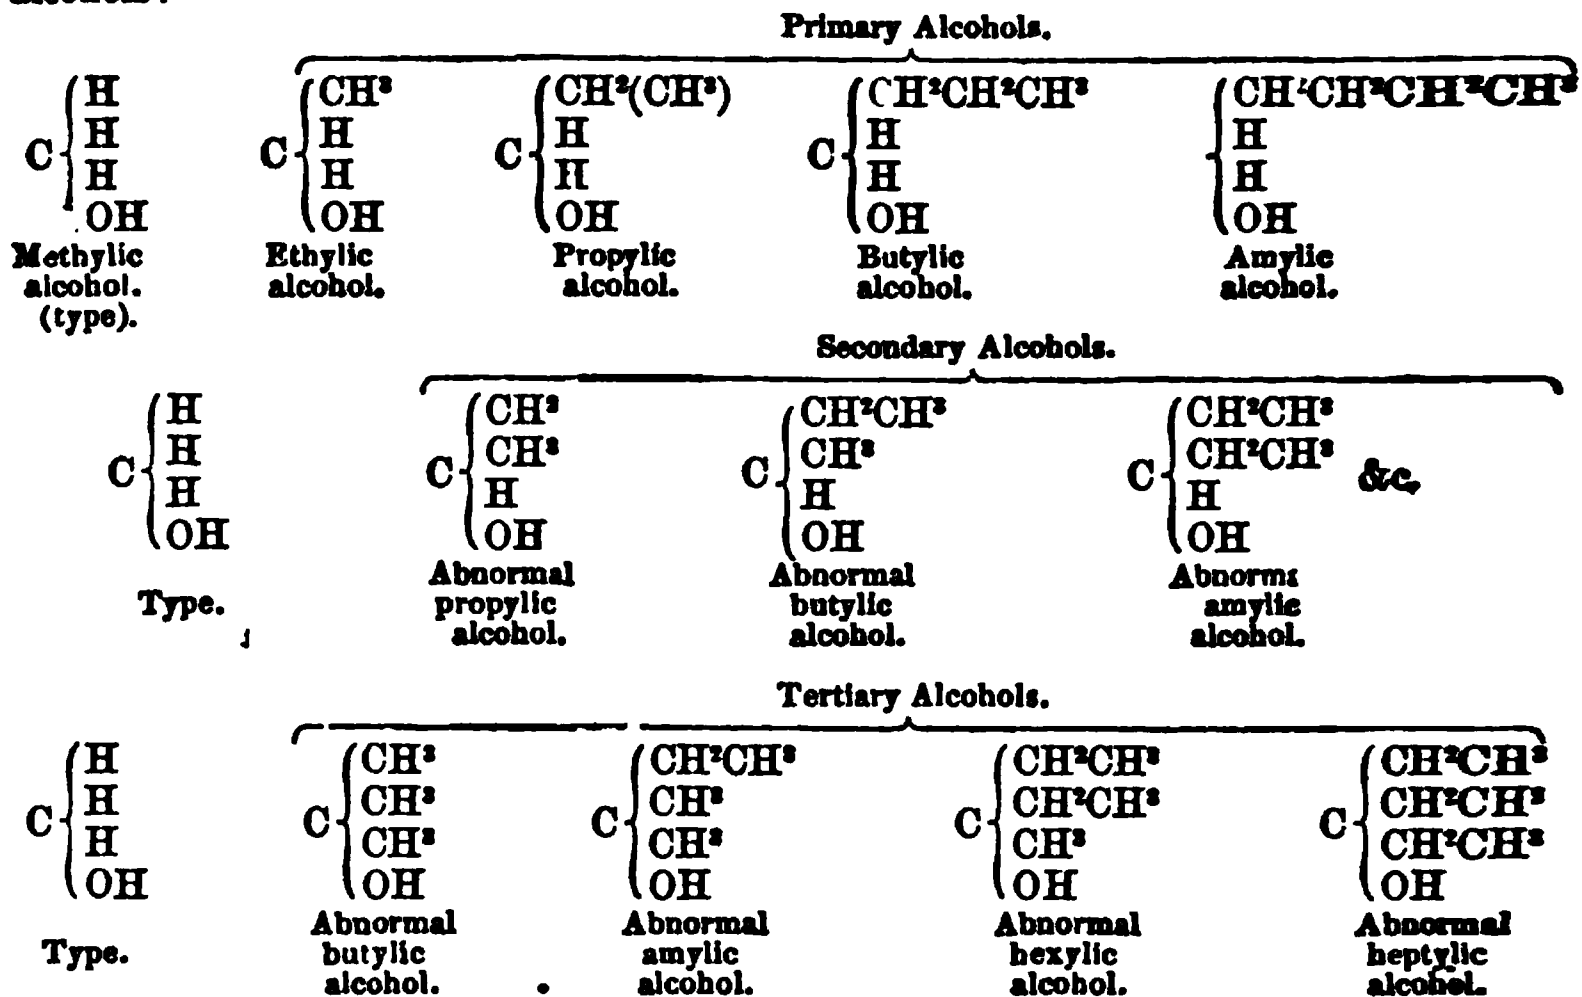 Primary Alcohols.
H CH³ CH²(CH³) CH²CH²CH³ CH²CH²CH²CH³
H H H H H
C C C C
H H H H H
OH OH OH OH OH
Methylic Ethylic Propylic Butylic Amylic
alcohol. alcohol. alcohol. alcohol. alcohol.
(type).
Secondary Alcohols.
H CH³ CH²CH³ CH²CH³
H CH³ CH³ CH²CH³
C C C C &c.
H H H H
OH OH OH OH
Abnormal Abnormal
Type. propylic butylic amylic
alcohol. alcohol. alcohol.
Tertiary Alcohols.
H CH³ CH²CH³ CH²CH³ CH²CH³
H CH³ CH³ CH²CH³ CH²CH³
C C C C C
H CH³ CH³ CH³ CH²CH³
OH OH OH OH OH
Abnormal Abnormal Abnormal Abnormal
Type. butylic amylic hexylic heptylic
alcohol. alcohol. alcohol. alcohol.